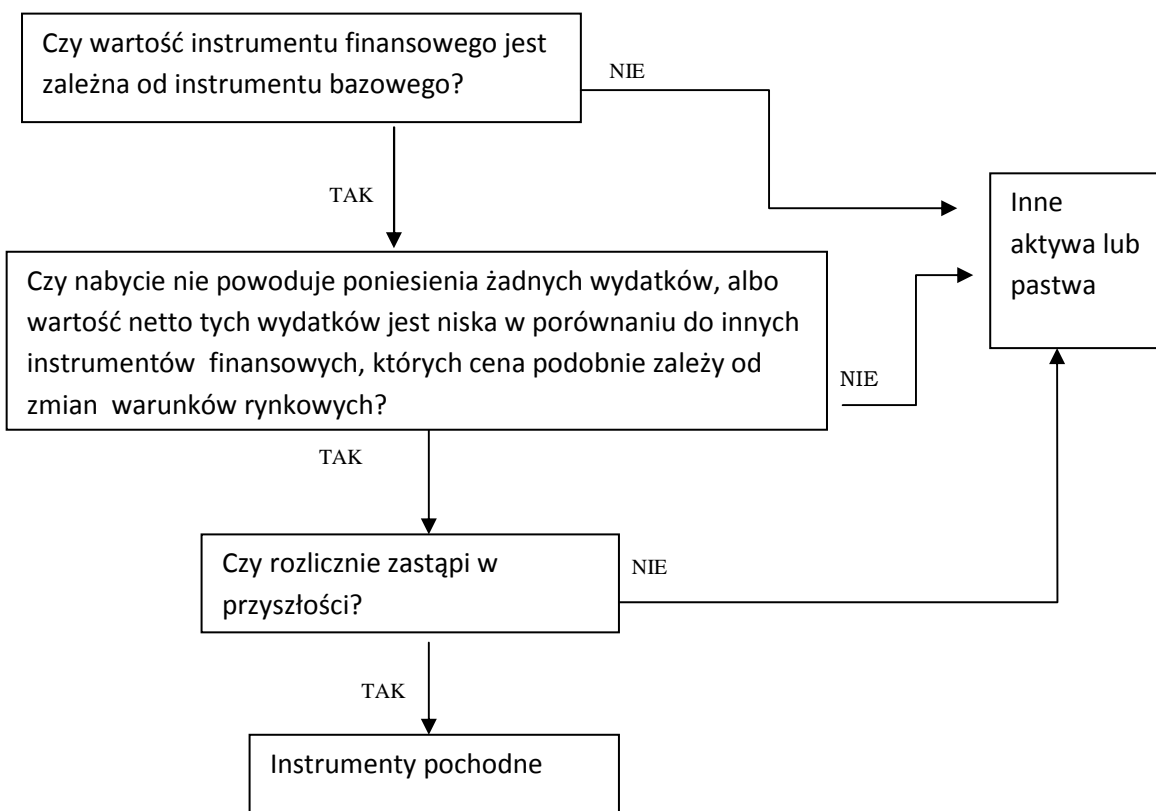 Czy wartość instrumentu finansowego jest
zależna od instrumentu bazowego?
NIE
TAK
Inne
aktywa lub
pastwa
Czy nabycie nie powoduje poniesienia żadnych wydatków, albo
wartość netto tych wydatków jest niska w porównaniu do innych
instrumentów finansowych, których cena podobnie zależy od
zmian warunków rynkowych?
NIE
TAK
Czy rozlicznie zastąpi w
przyszłości?
NIE
TAK
Instrumenty pochodne